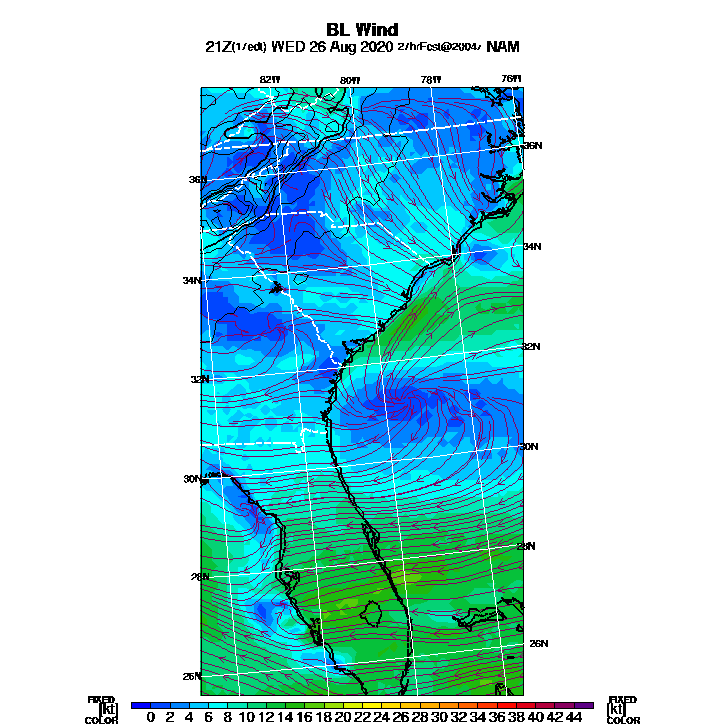 BL Wind
21Z(17edt) WED 26 Aug 2020 27hrFcst@2004z NAM
82W 80W 78W 76W
36N
36N
34N
34N
32N
32N
30N
30N
28N
28N
26N
26N
FIXED FIXED
[kt] 0 2 4 6 8 10 12 14 16 18 20 22 24 26 28 30 32 34 36 38 40 42 44 [kt]
COLOR COLOR